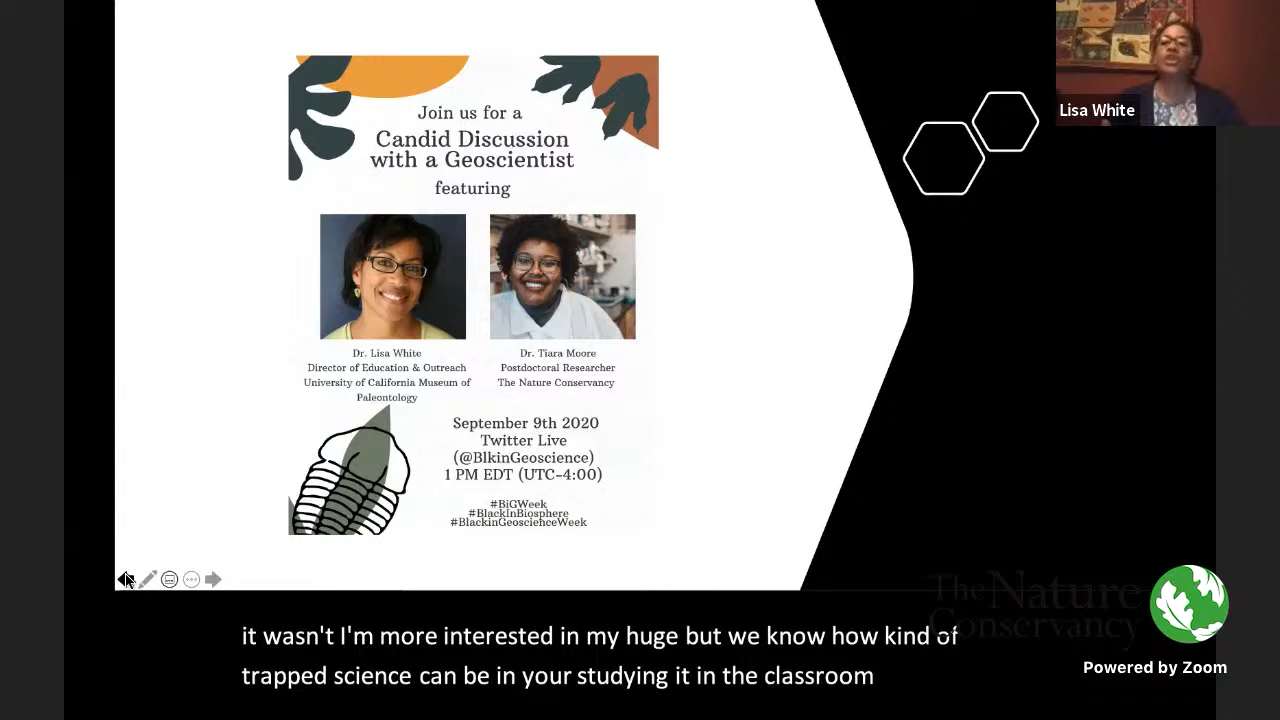 Join us for a
Candid Discussion
with a Geoscientist
featuring
Dr. Lisa White
Director of Education & Outreach
University of California Museum of
Paleontology
Dr. Tiara Moore
Postdoctoral Researcher
The Nature Conservancy
September 9th 2020
Twitter Live
(@BlkinGeoscience)
1 PM EDT (UTC-4:00)
#BiGWeek
#BlackInBiosphere
#BlackinGeoscienceWeek
Lisa White
The Nature
Conservancy
Powered by Zoom
it wasn't I'm more interested in my huge but we know how kind of
trapped science can be in your studying it in the classroom